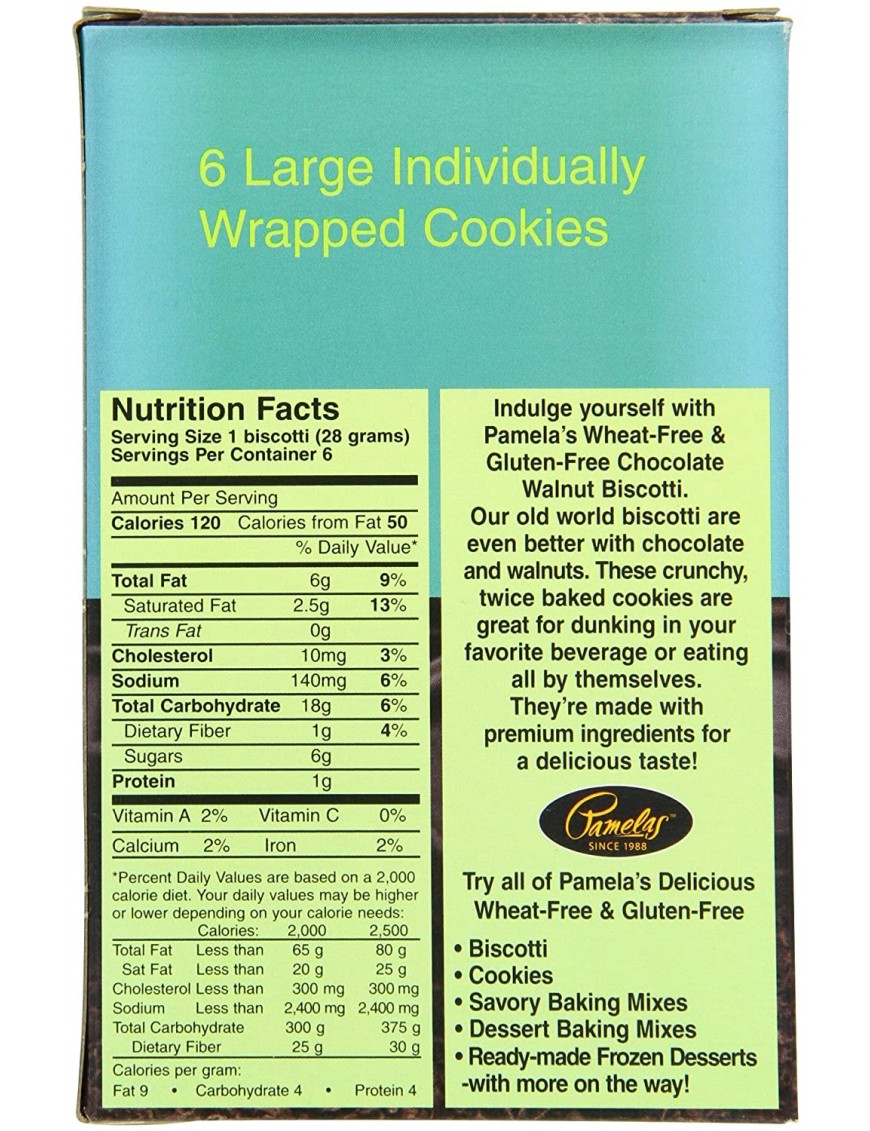 6 Large Individually
Wrapped Cookies
Nutrition Facts
Serving Size 1 biscotti (28 grams)
Servings Per Container 6
Amount Per Serving
Calories 120 Calories from Fat 50
% Daily Value*
Total Fat 6g 9%
Saturated Fat 2.5g 13%
Trans Fat 0g
Cholesterol 10mg 3%
Sodium 140mg 6%
Total Carbohydrate 18g 6%
Dietary Fiber 1g 4%
Sugars 6g
Protein 1g
Vitamin A 2% Vitamin C 0%
Calcium 2% Iron 2%
*Percent Daily Values are based on a 2,000
calorie diet. Your daily values may be higher
or lower depending on your calorie needs:
Calories: 2,000 2,500
Total Fat Less than 65 g 80 g
Sat Fat Less than 20 g 25 g
Cholesterol Less than 300 mg 300 mg
Sodium Less than 2,400 mg 2,400 mg
Total Carbohydrate 300 g 375 g
Dietary Fiber 25 g 30 g
Calories per gram:
Fat 9 • Carbohydrate 4 • Protein 4
Indulge yourself with
Pamela's Wheat-Free &
Gluten-Free Chocolate
Walnut Biscotti.
Our old world biscotti are
even better with chocolate
and walnuts. These crunchy,
twice baked cookies are
great for dunking in your
favorite beverage or eating
all by themselves.
They're made with
premium ingredients for
a delicious taste!
Pamela's™
SINCE 1988
Try all of Pamela's Delicious
Wheat-Free & Gluten-Free
• Biscotti
• Cookies
• Savory Baking Mixes
• Dessert Baking Mixes
• Ready-made Frozen Desserts
-with more on the way!